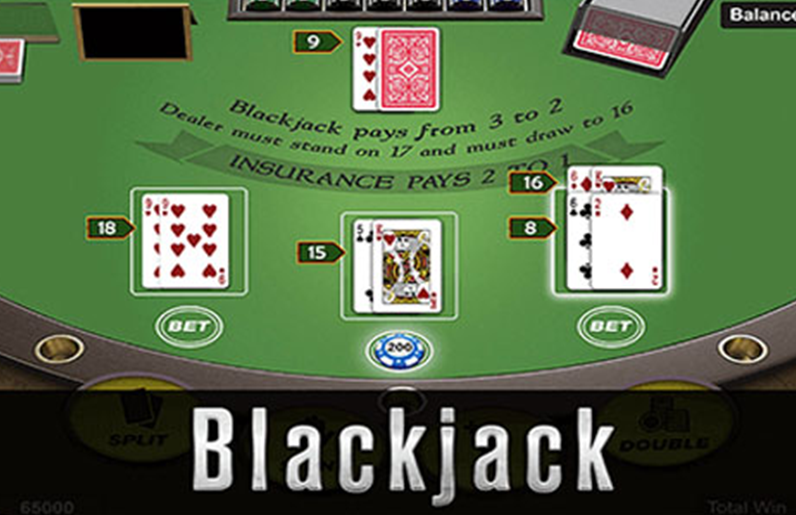 Balance
9
Blackjack pays from 3 to 2
Dealer must stand on 17 and must draw to 16
INSURANCE PAYS 2 TO 1
16
18
8
15
BET
200
BET
SPLIT
DOUBLE
Blackjack
65000
Total Win